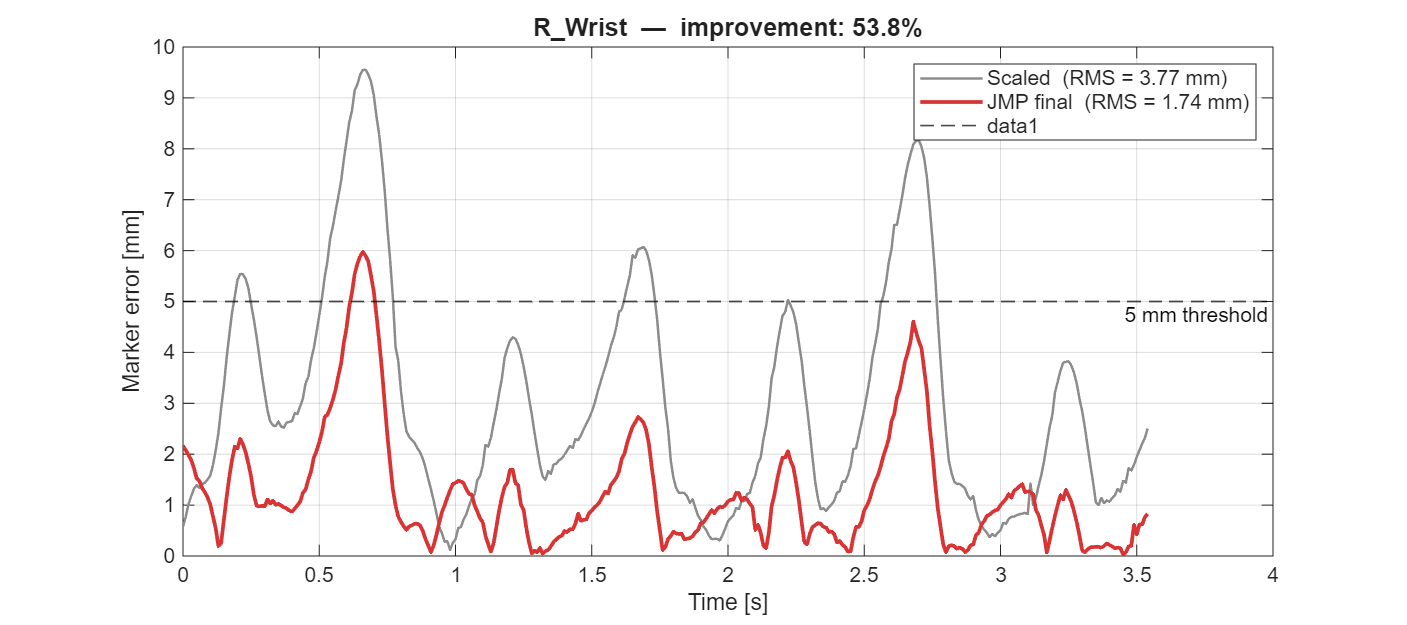 R_Wrist — improvement: 53.8%
Scaled (RMS = 3.77 mm)
JMP final (RMS = 1.74 mm)
data1
5 mm threshold
Marker error [mm]
10
9
8
7
6
5
4
3
2
1
0
0 0.5 1 1.5 2 2.5 3 3.5 4
Time [s]